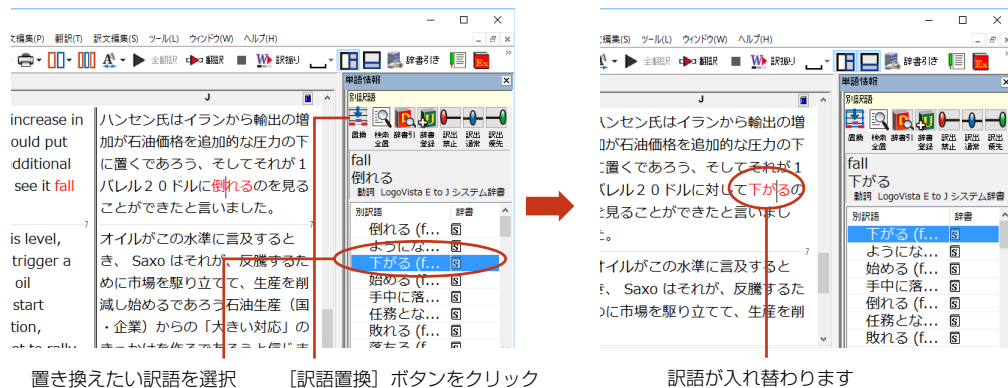 文編集(P) 翻訳(T) 訳文編集(S) ツール(L) ウィンドウ(W) ヘルプ(H)
全翻訳 翻訳 訳振り 辞書引き Ex
J
increase in
ould put
dditional
see it fall
is level,
trigger a
oil
start
tion,
ハンセン氏はイランから輸出の増
加が石油価格を追加的な圧力の下
に置くであろう、そしてそれが１
バレル２０ドルに倒れるのを見る
ことができたと言いました。
7
7
オイルがこの水準に言及すると
き、 Saxo はそれが、反騰するた
めに市場を駆り立てて、生産を削
減し始めるであろう石油生産（国
・企業）からの「大きい対応」の
単語情報
別訳語
置換 検索全置 辞書引 辞書登録 訳出禁止 訳出通常 訳出優先
fall
倒れる
動詞 LogoVista E to J システム辞書
別訳語 辞書
倒れる (f... S
ようにな... S
下がる (f... S
始める (f... S
手中に落... S
任務とな... S
敗れる (f... S
落ちる (f...
置き換えたい訳語を選択
［訳語置換］ボタンをクリック
文編集(S) ツール(L) ウィンドウ(W) ヘルプ(H)
全翻訳 翻訳 訳振り 辞書引き Ex
J
ハンセン氏はイランから輸出の増
加が石油価格を追加的な圧力の下
に置くであろう、そしてそれが１
バレル２０ドルに対して下がるの
を見ることができたと言いまし
た。
7
オイルがこの水準に言及すると
き、 Saxo はそれが、反騰するた
めに市場を駆り立てて、生産を削
単語情報
別訳語
置換 検索全置 辞書引 辞書登録 訳出禁止 訳出通常 訳出優先
fall
下がる
動詞 LogoVista E to J システム辞書
別訳語 辞書
下がる (f... S
ようにな... S
始める (f... S
手中に落... S
倒れる (f... S
任務とな... S
敗れる (f... S
訳語が入れ替わります